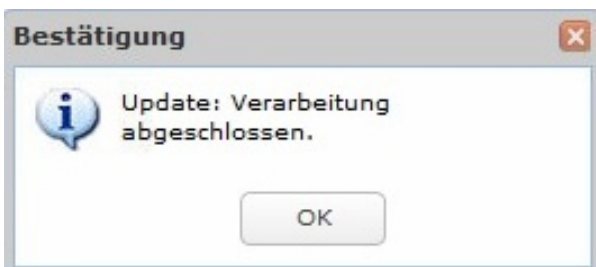 Bestätigung
Update: Verarbeitung
abgeschlossen.
OK